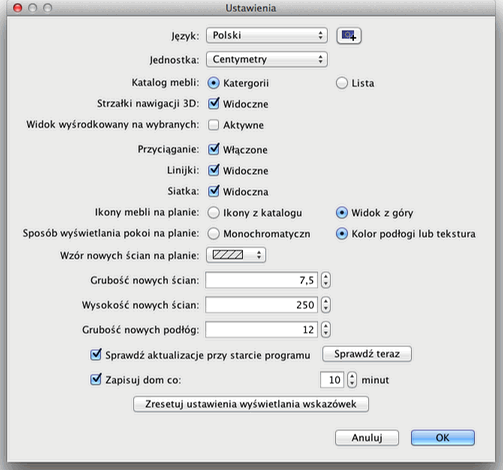 Ustawienia
Język: Polski
Jednostka: Centymetry
Katalog mebli: Katergorii Lista
Strzałki nawigacji 3D: Widoczne
Widok wyśrodkowany na wybranych: Aktywne
Przyciąganie: Włączone
Linijki: Widoczne
Siatka: Widoczna
Ikony mebli na planie: Ikony z katalogu Widok z góry
Sposób wyświetlania pokoi na planie: Monochromatyczn Kolor podłogi lub tekstura
Wzór nowych ścian na planie:
Grubość nowych ścian: 7,5
Wysokość nowych ścian: 250
Grubość nowych podłóg: 12
Sprawdź aktualizacje przy starcie programu Sprawdź teraz
Zapisuj dom co: 10 minut
Zresetuj ustawienia wyświetlania wskazówek
Anuluj OK